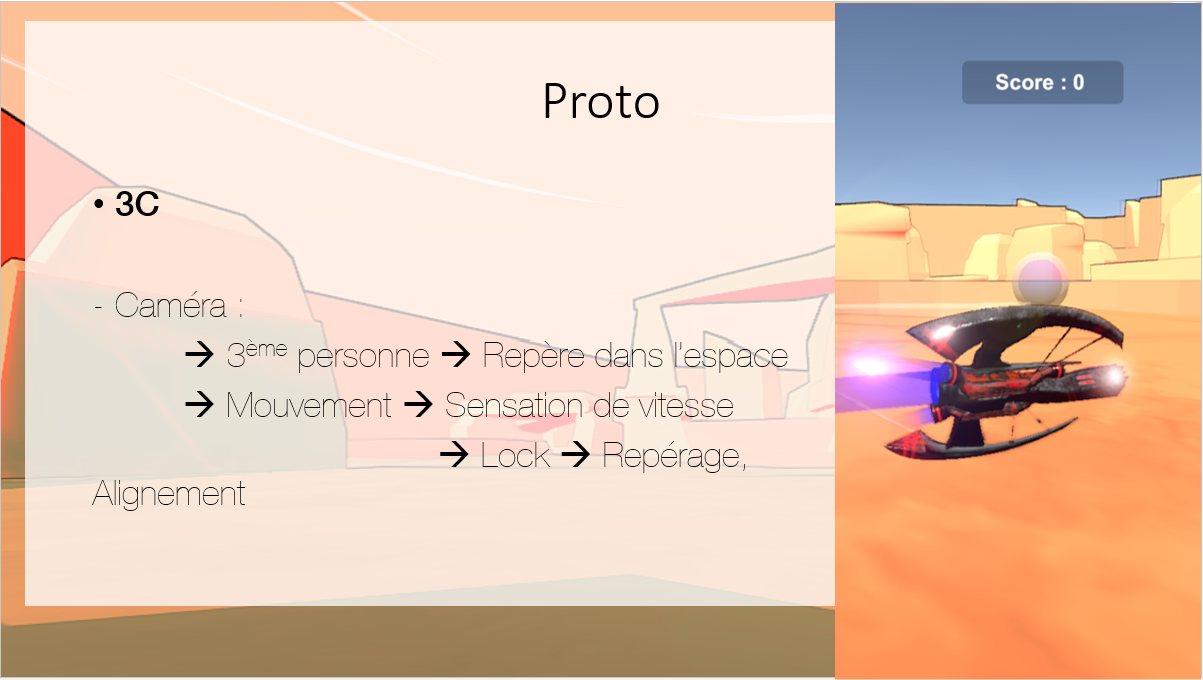 Proto
Score : 0
• 3C
- Caméra :
→ 3ème personne → Repère dans l'espace
→ Mouvement → Sensation de vitesse
→ Lock → Repérage,
Alignement